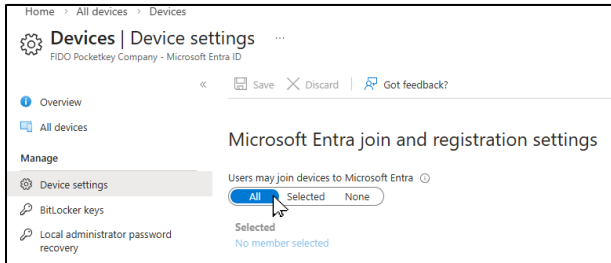 Home > All devices > Devices
Devices | Device settings ...
FIDO Pocketkey Company - Microsoft Entra ID
«
Save Discard Got feedback?
Overview
All devices
Manage
Device settings
BitLocker keys
Local administrator password
recovery
Microsoft Entra join and registration settings
Users may join devices to Microsoft Entra
All Selected None
Selected
No member selected